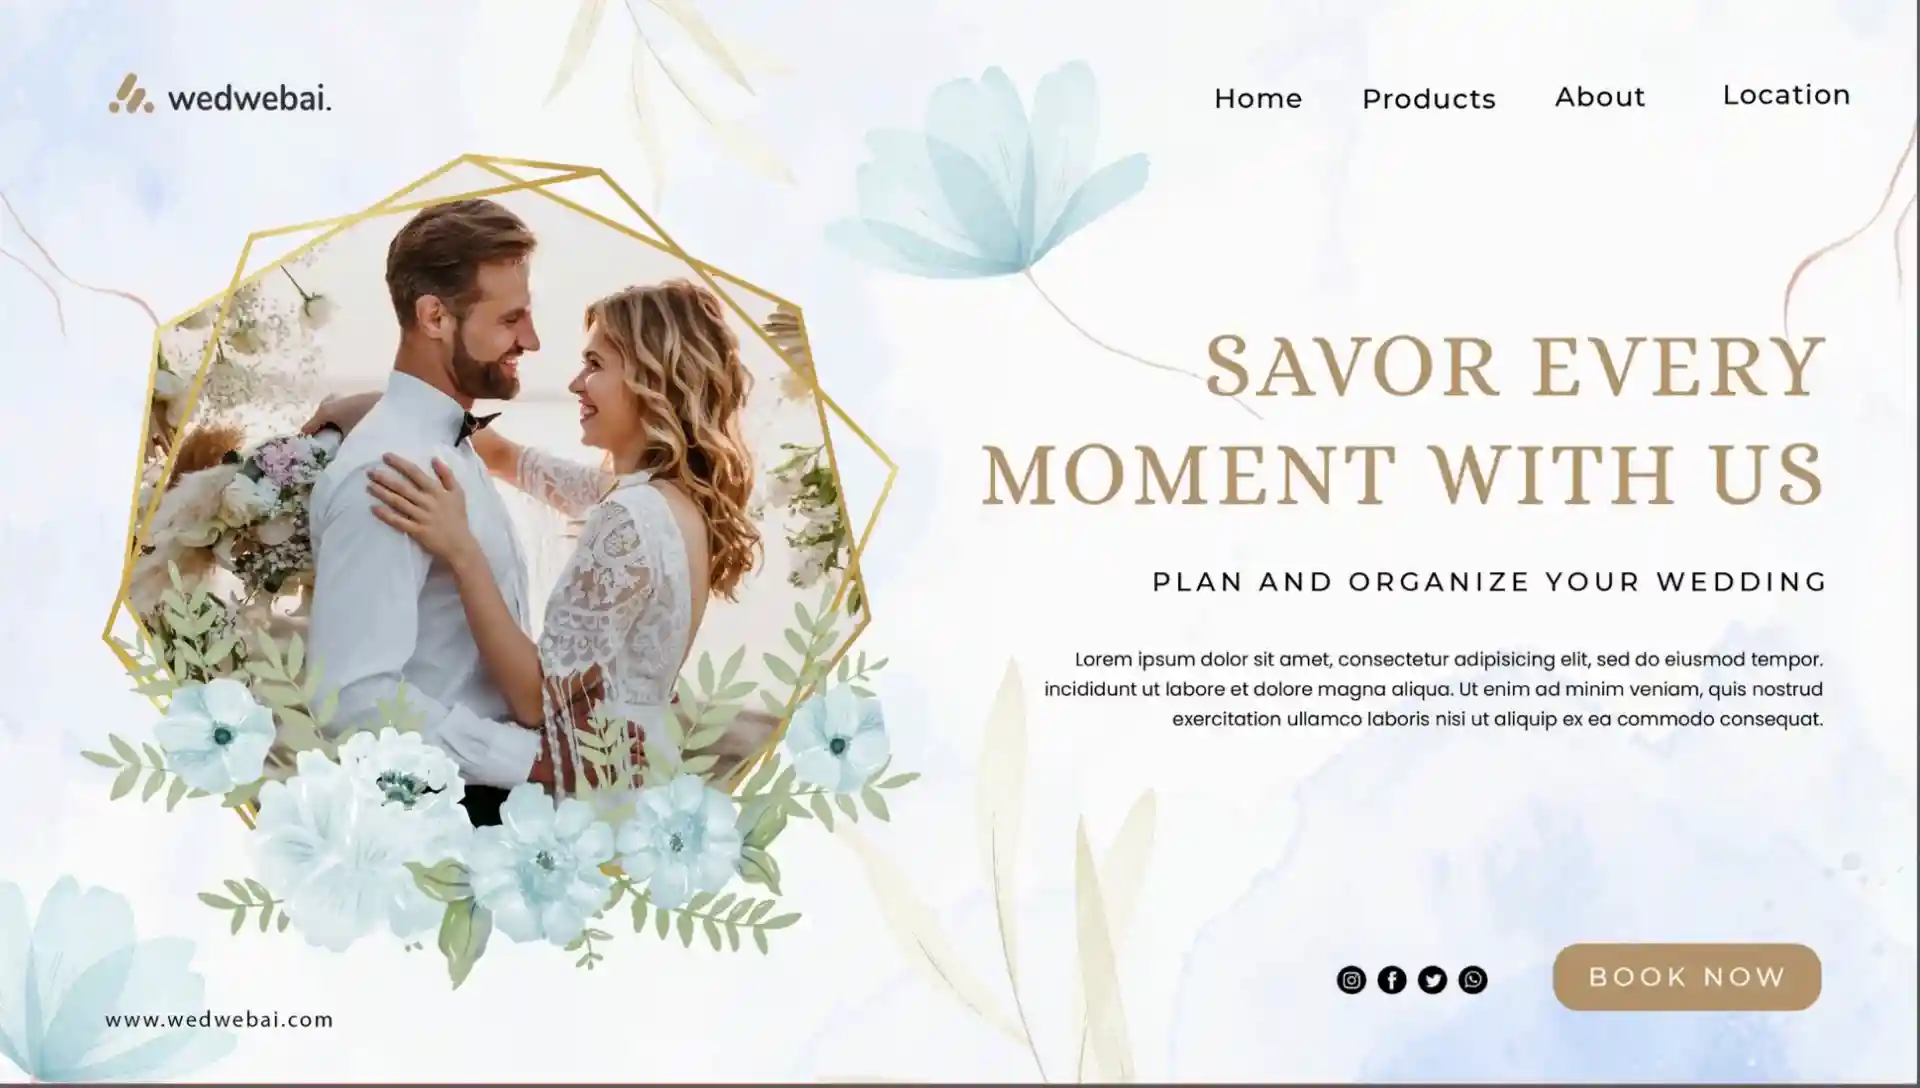 wedwebai.
Home Products About Location
SAVOR EVERY
MOMENT WITH US
PLAN AND ORGANIZE YOUR WEDDING
Lorem ipsum dolor sit amet, consectetur adipisicing elit, sed do eiusmod tempor.
incididunt ut labore et dolore magna aliqua. Ut enim ad minim veniam, quis nostrud
exercitation ullamco laboris nisi ut aliquip ex ea commodo consequat.
BOOK NOW
www.wedwebai.com